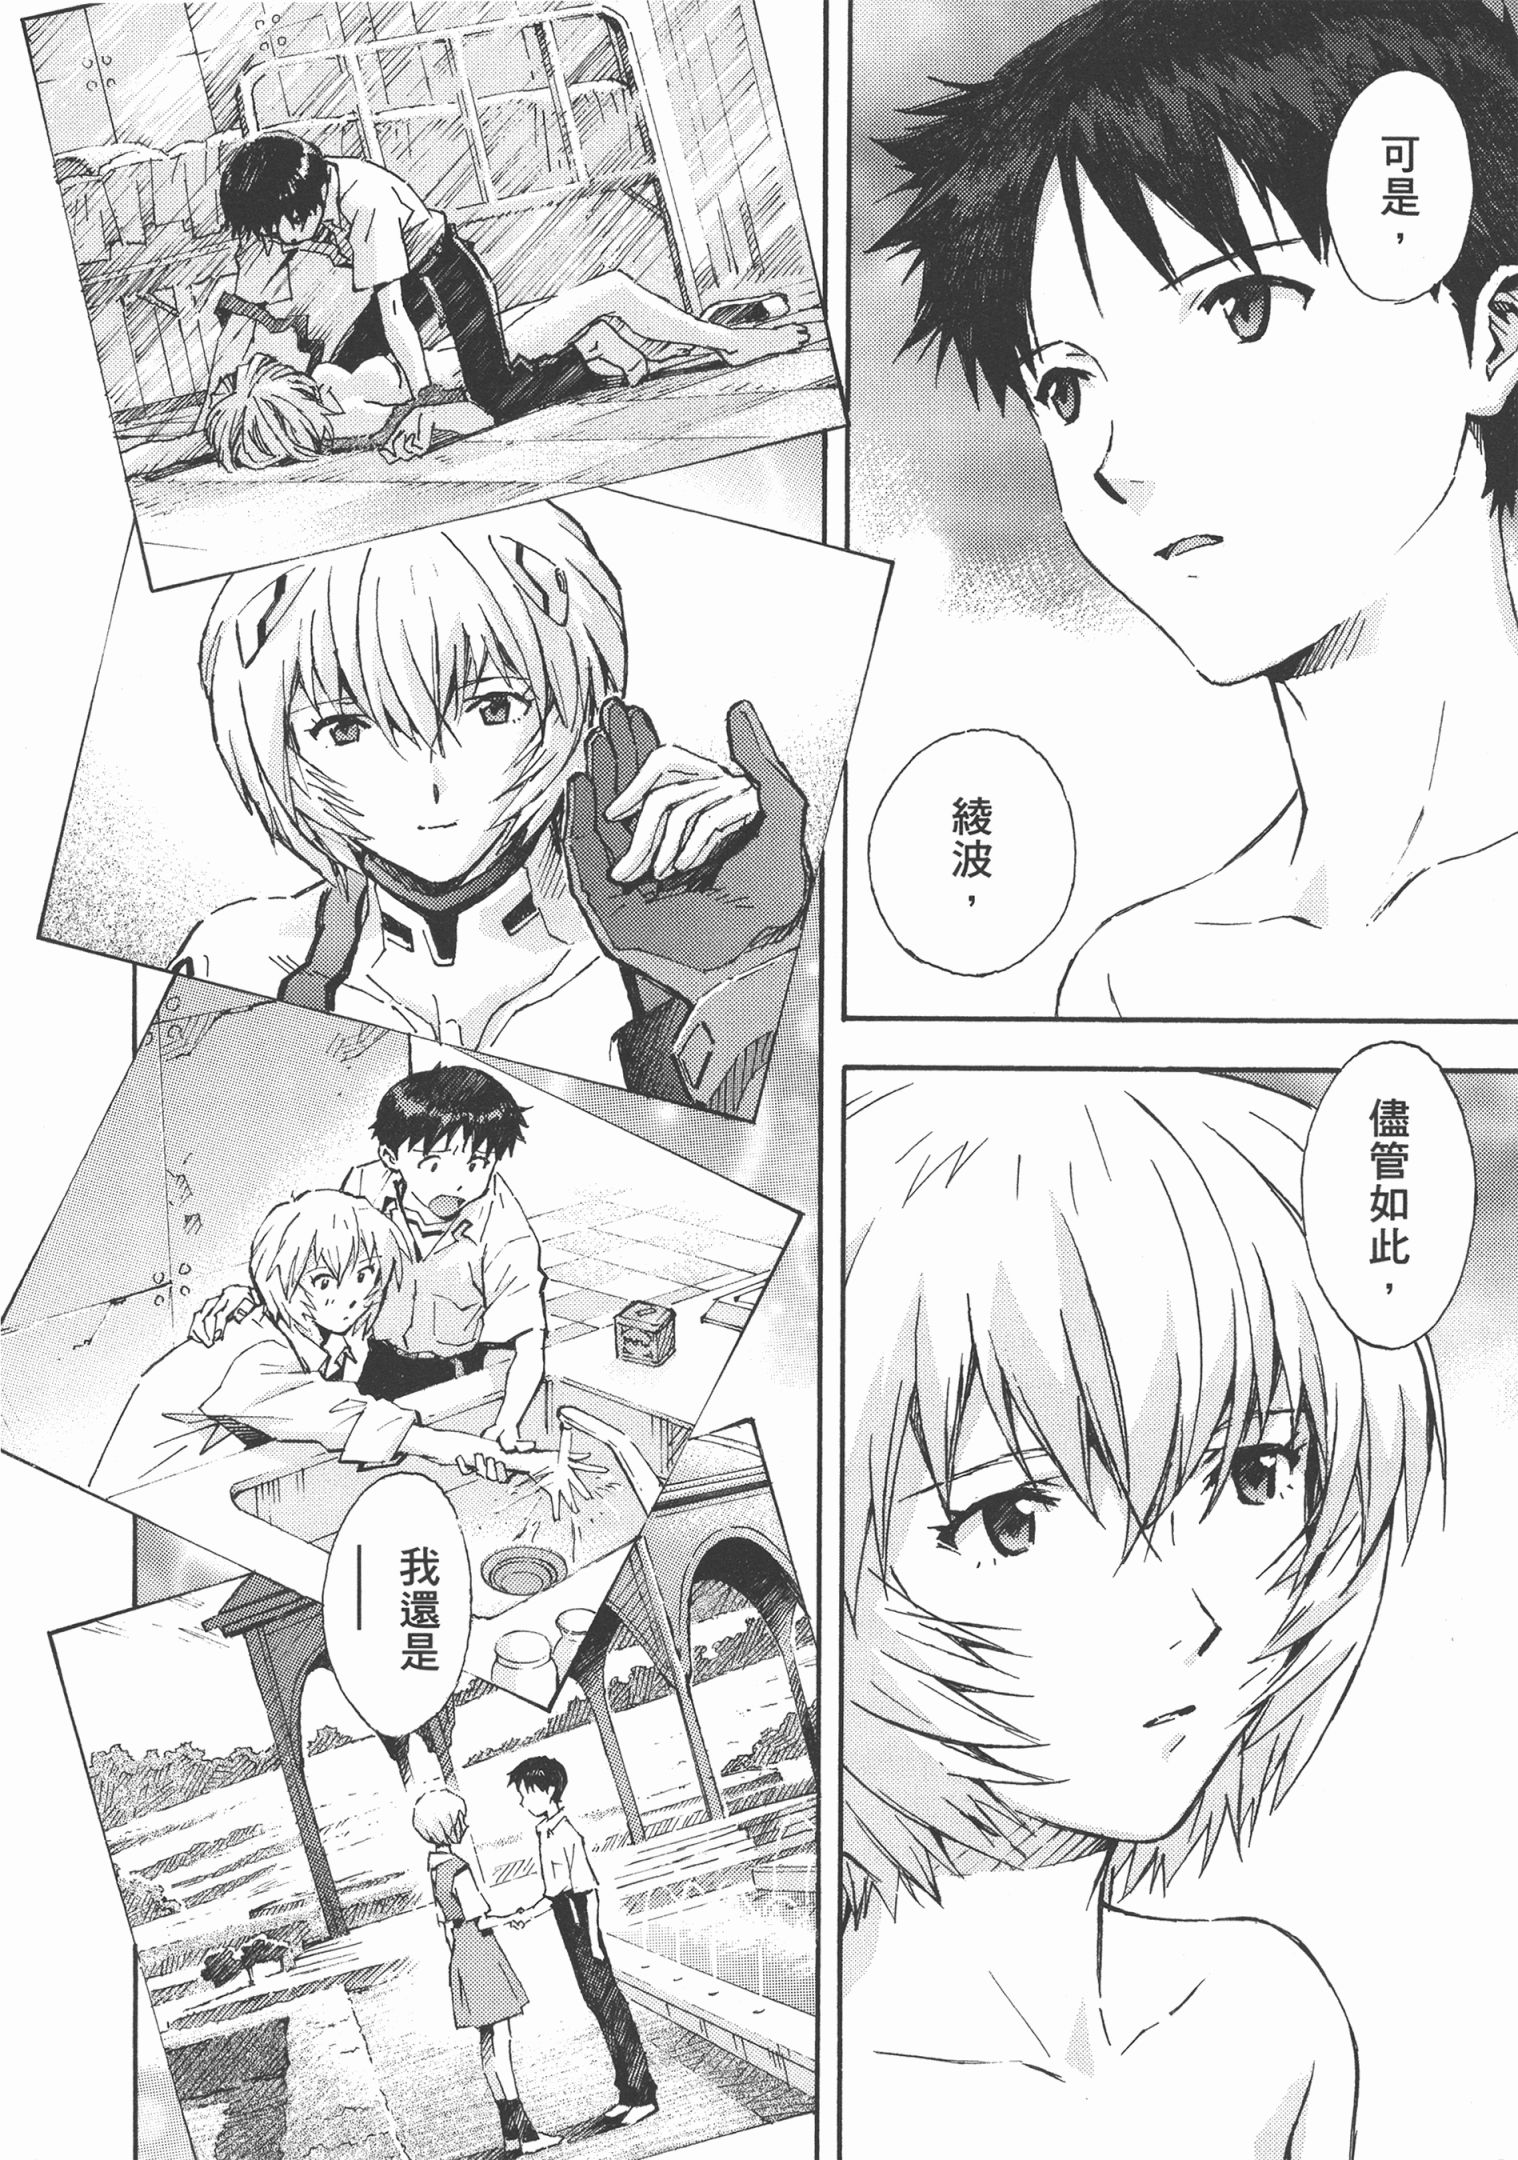 可是，
綾波，
儘管如此，
我還是
——